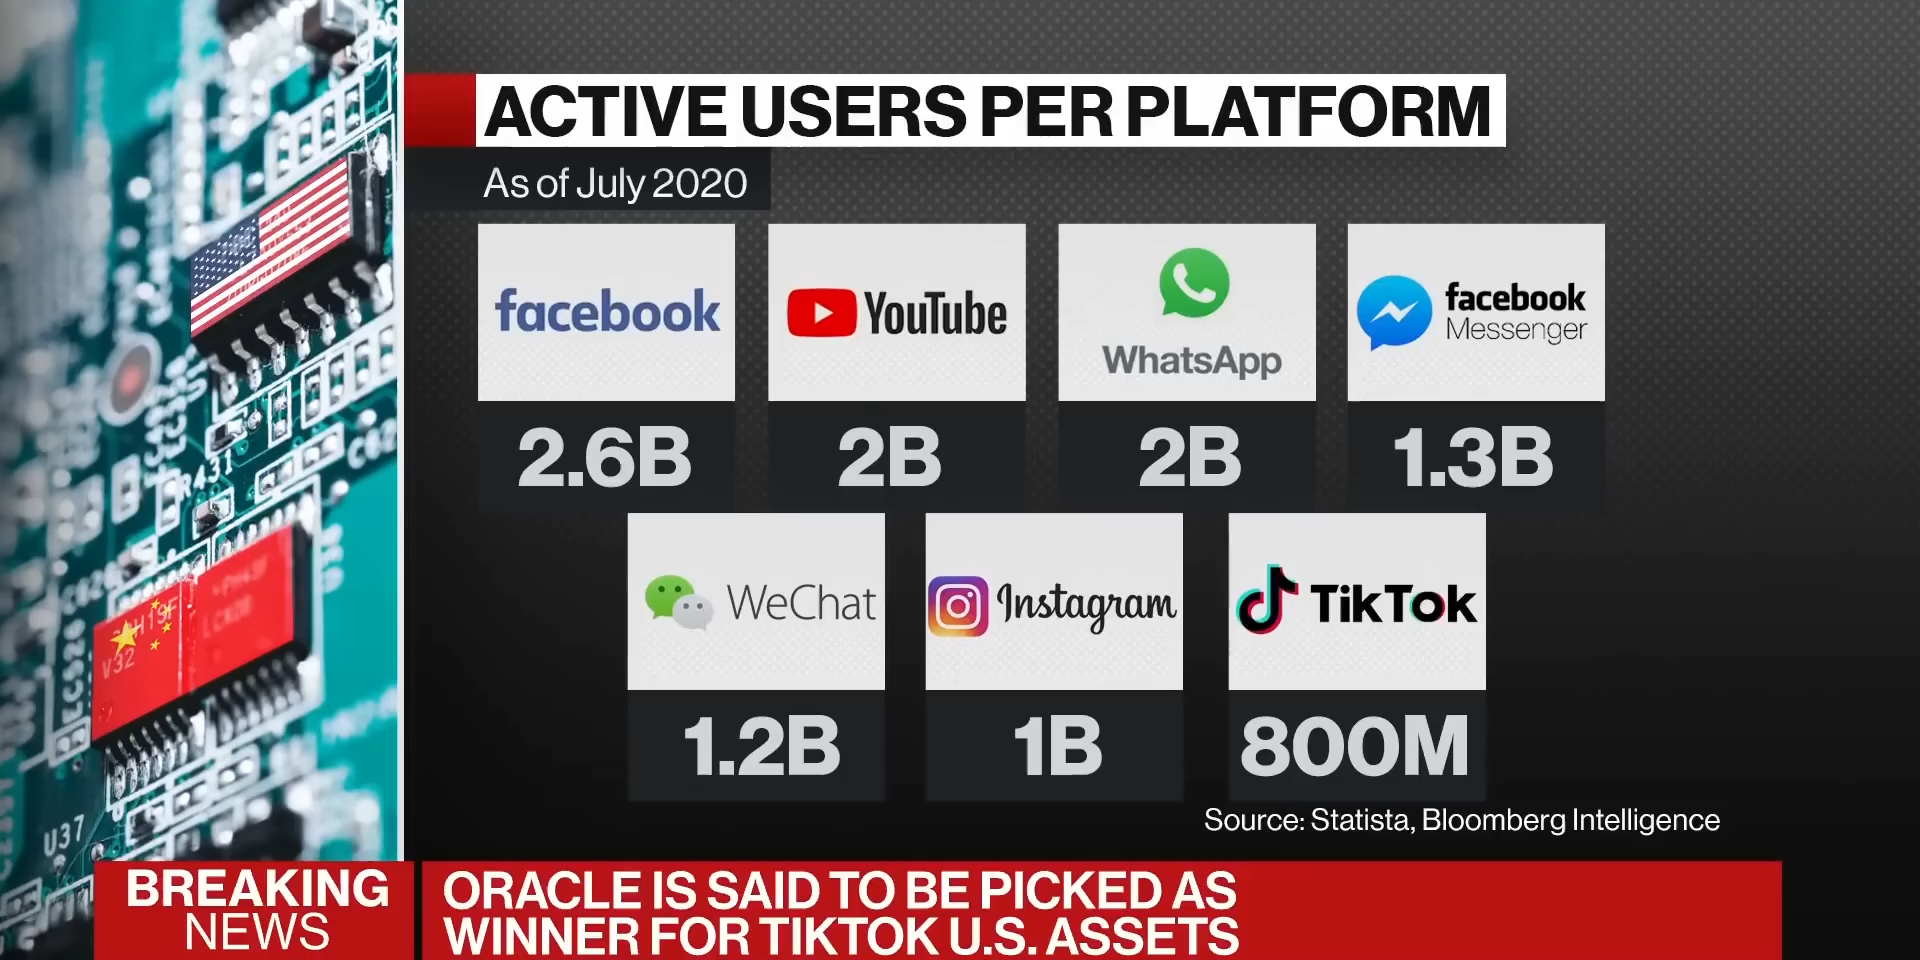 ACTIVE USERS PER PLATFORM
As of July 2020
facebook
YouTube
WhatsApp
facebook
Messenger
2.6B
2B
2B
1.3B
WeChat
Instagram
TikTok
1.2B
1B
800M
Source: Statista, Bloomberg Intelligence
R431
V32
U37
BREAKING
NEWS
ORACLE IS SAID TO BE PICKED AS
WINNER FOR TIKTOK U.S. ASSETS